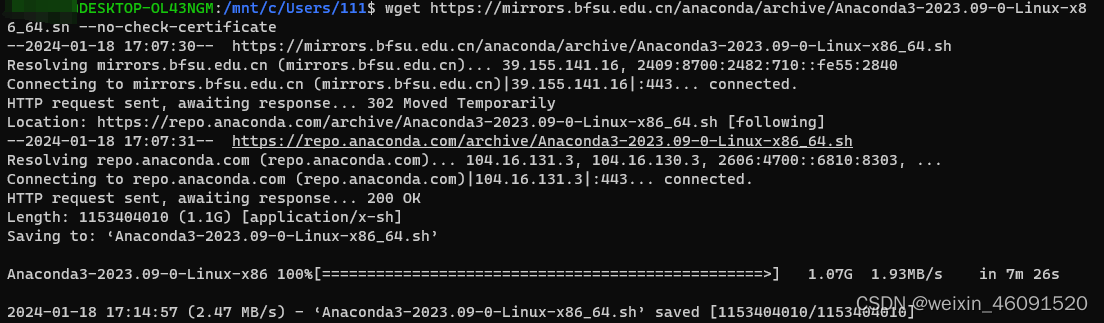 DESKTOP-OL43NGM:/mnt/c/Users/111$ wget https://mirrors.bfsu.edu.cn/anaconda/archive/Anaconda3-2023.09-0-Linux-x8
6_64.sh --no-check-certificate
--2024-01-18 17:07:30--  https://mirrors.bfsu.edu.cn/anaconda/archive/Anaconda3-2023.09-0-Linux-x86_64.sh
Resolving mirrors.bfsu.edu.cn (mirrors.bfsu.edu.cn)... 39.155.141.16, 2409:8700:2482:710::fe55:2840
Connecting to mirrors.bfsu.edu.cn (mirrors.bfsu.edu.cn)|39.155.141.16|:443... connected.
HTTP request sent, awaiting response... 302 Moved Temporarily
Location: https://repo.anaconda.com/archive/Anaconda3-2023.09-0-Linux-x86_64.sh [following]
--2024-01-18 17:07:31--  https://repo.anaconda.com/archive/Anaconda3-2023.09-0-Linux-x86_64.sh
Resolving repo.anaconda.com (repo.anaconda.com)... 104.16.131.3, 104.16.130.3, 2606:4700::6810:8303, ...
Connecting to repo.anaconda.com (repo.anaconda.com)|104.16.131.3|:443... connected.
HTTP request sent, awaiting response... 200 OK
Length: 1153404010 (1.1G) [application/x-sh]
Saving to: ‘Anaconda3-2023.09-0-Linux-x86_64.sh’
Anaconda3-2023.09-0-Linux-x86 100%[==================================================>]   1.07G  1.93MB/s    in 7m 26s
2024-01-18 17:14:57 (2.47 MB/s) - ‘Anaconda3-2023.09-0-Linux-x86_64.sh’ saved [1153404010/1153404010]
CSDN @weixin_46091520